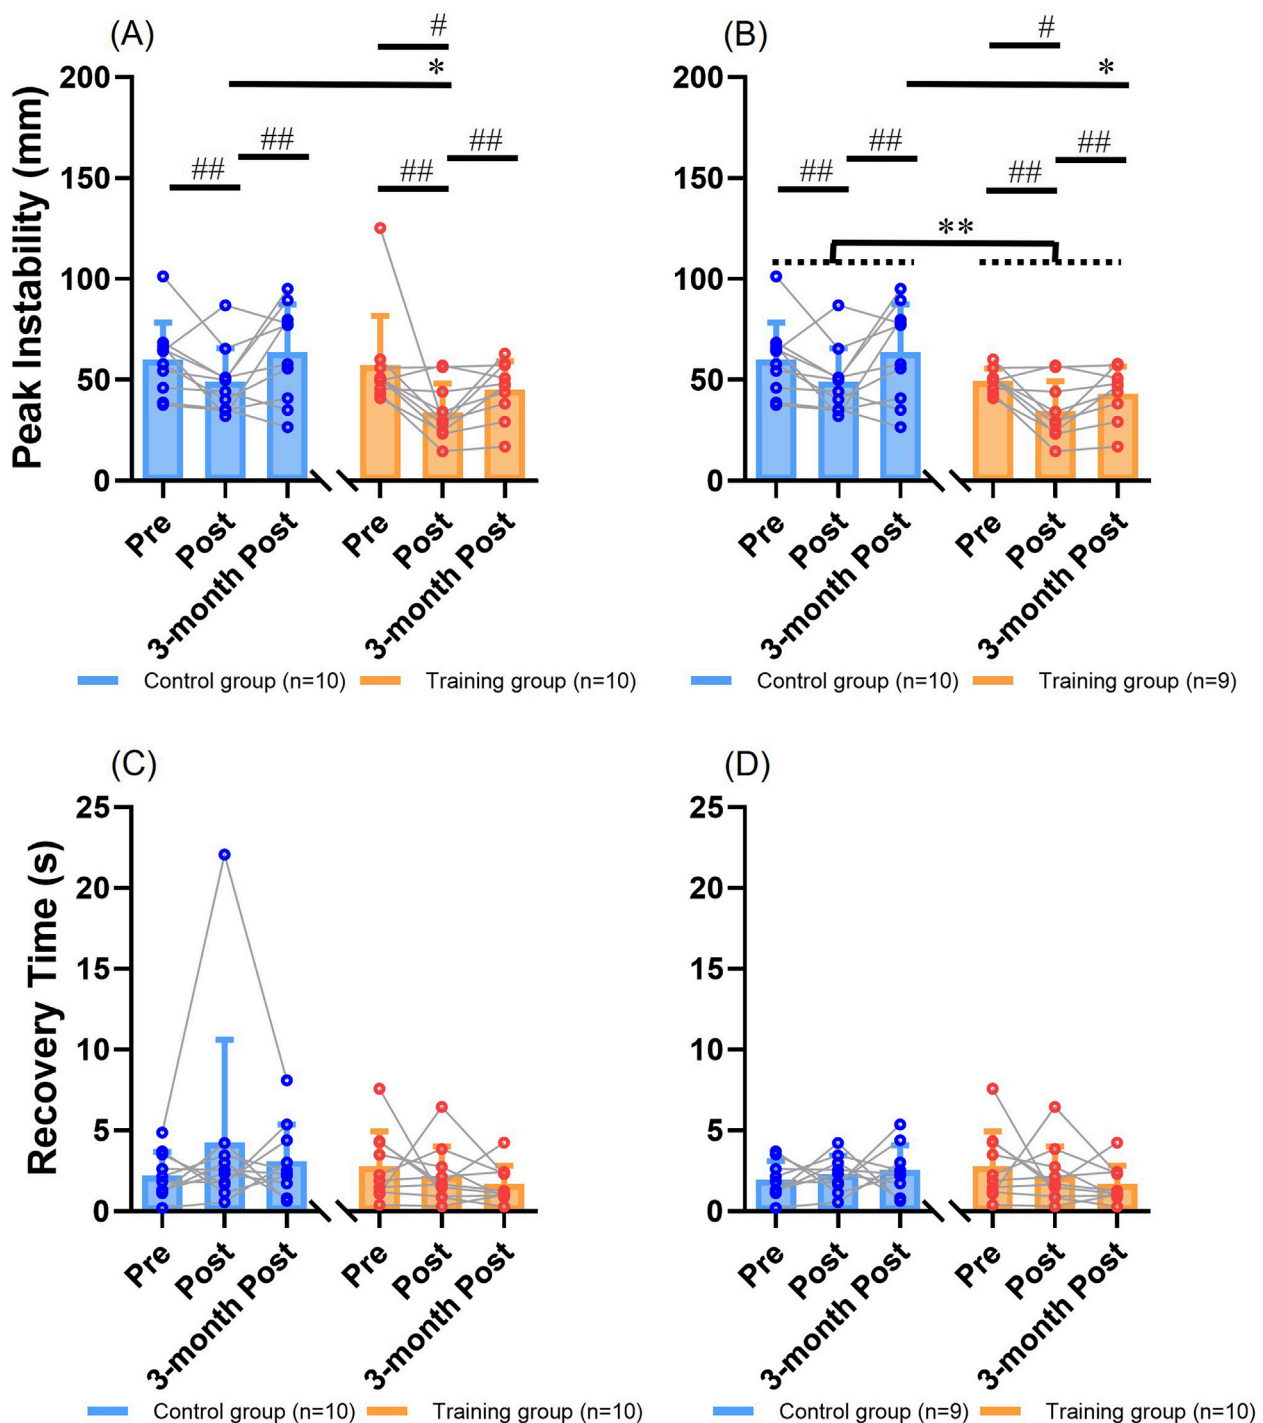 (A)
#
*
##
##
##
##
Peak Instability (mm)
200
150
100
50
0
Pre
Post
3-month Post
Pre
Post
3-month Post
Control group (n=10)
Training group (n=10)
(B)
#
*
##
##
##
##
**
200
150
100
50
0
Pre
Post
3-month Post
Pre
Post
3-month Post
Control group (n=10)
Training group (n=9)
(C)
Recovery Time (s)
25
20
15
10
5
0
Pre
Post
3-month Post
Pre
Post
3-month Post
Control group (n=10)
Training group (n=10)
(D)
25
20
15
10
5
0
Pre
Post
3-month Post
Pre
Post
3-month Post
Control group (n=9)
Training group (n=10)